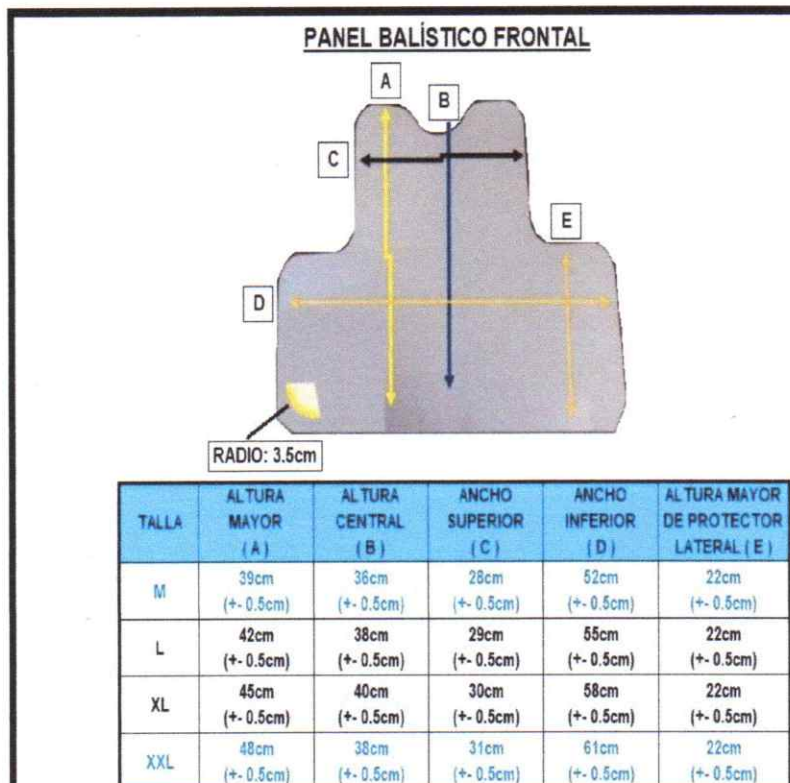 PANEL BALÍSTICO FRONTAL
A
B
C
E
D
RADIO: 3.5cm
TALLA ALTURA MAYOR (A) ALTURA CENTRAL (B) ANCHO SUPERIOR (C) ANCHO INFERIOR (D) ALTURA MAYOR DE PROTECTOR LATERAL (E)
M 39cm (+- 0.5cm) 36cm (+- 0.5cm) 28cm (+- 0.5cm) 52cm (+- 0.5cm) 22cm (+- 0.5cm)
L 42cm (+- 0.5cm) 38cm (+- 0.5cm) 29cm (+- 0.5cm) 55cm (+- 0.5cm) 22cm (+- 0.5cm)
XL 45cm (+- 0.5cm) 40cm (+- 0.5cm) 30cm (+- 0.5cm) 58cm (+- 0.5cm) 22cm (+- 0.5cm)
XXL 48cm (+- 0.5cm) 38cm (+- 0.5cm) 31cm (+- 0.5cm) 61cm (+- 0.5cm) 22cm (+- 0.5cm)